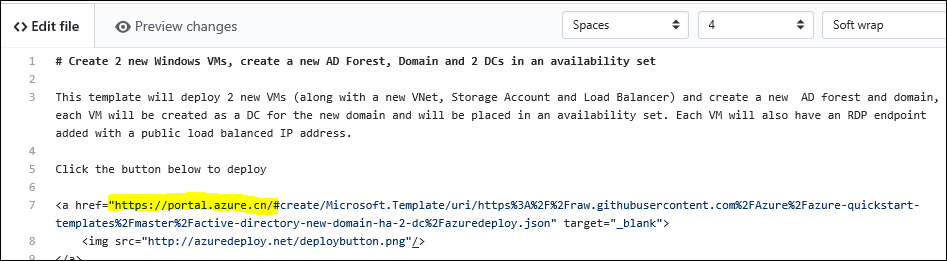 Edit file
Preview changes
Spaces
4
Soft wrap
1 # Create 2 new Windows VMs, create a new AD Forest, Domain and 2 DCs in an availability set
2
3 This template will deploy 2 new VMs (along with a new VNet, Storage Account and Load Balancer) and create a new  AD forest and domain,
each VM will be created as a DC for the new domain and will be placed in an availability set. Each VM will also have an RDP endpoint
added with a public load balanced IP address.
4
5 Click the button below to deploy
6
7 <a href="https://portal.azure.cn/#create/Microsoft.Template/uri/https%3A%2F%2Fraw.githubusercontent.com%2FAzure%2Fazure-quickstart-
templates%2Fmaster%2Factive-directory-new-domain-ha-2-dc%2Fazuredeploy.json" target="_blank">
8     <img src="http://azuredeploy.net/deploybutton.png"/>
9 </a>